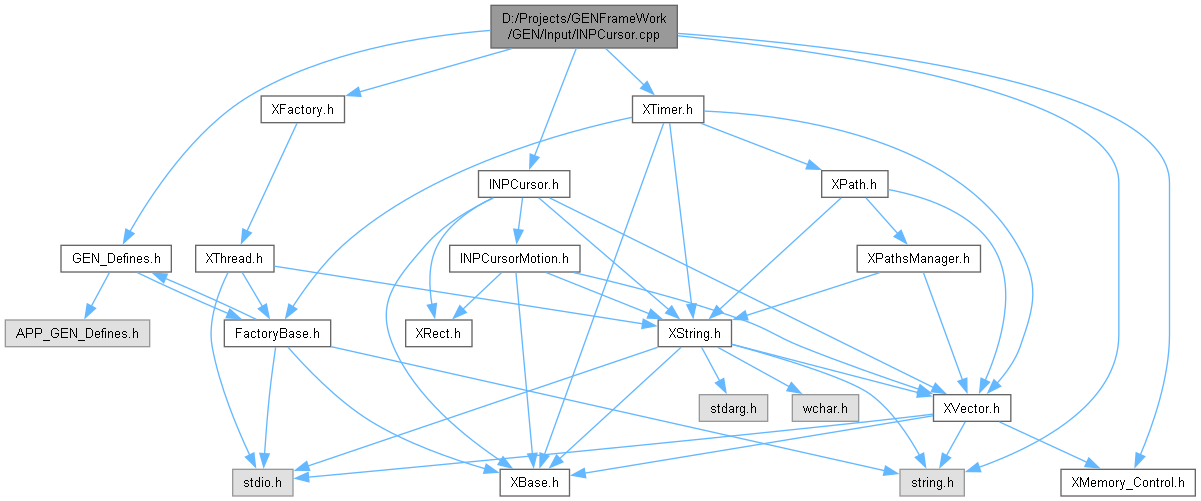 D:/Projects/GENFrameWork
/GEN/Input/INPCursor.cpp
XFactory.h
XTimer.h
INPCursor.h
XPath.h
GEN_Defines.h
XThread.h
INPCursorMotion.h
XPathsManager.h
APP_GEN_Defines.h
FactoryBase.h
XRect.h
XString.h
stdarg.h
wchar.h
XVector.h
stdio.h
XBase.h
string.h
XMemory_Control.h